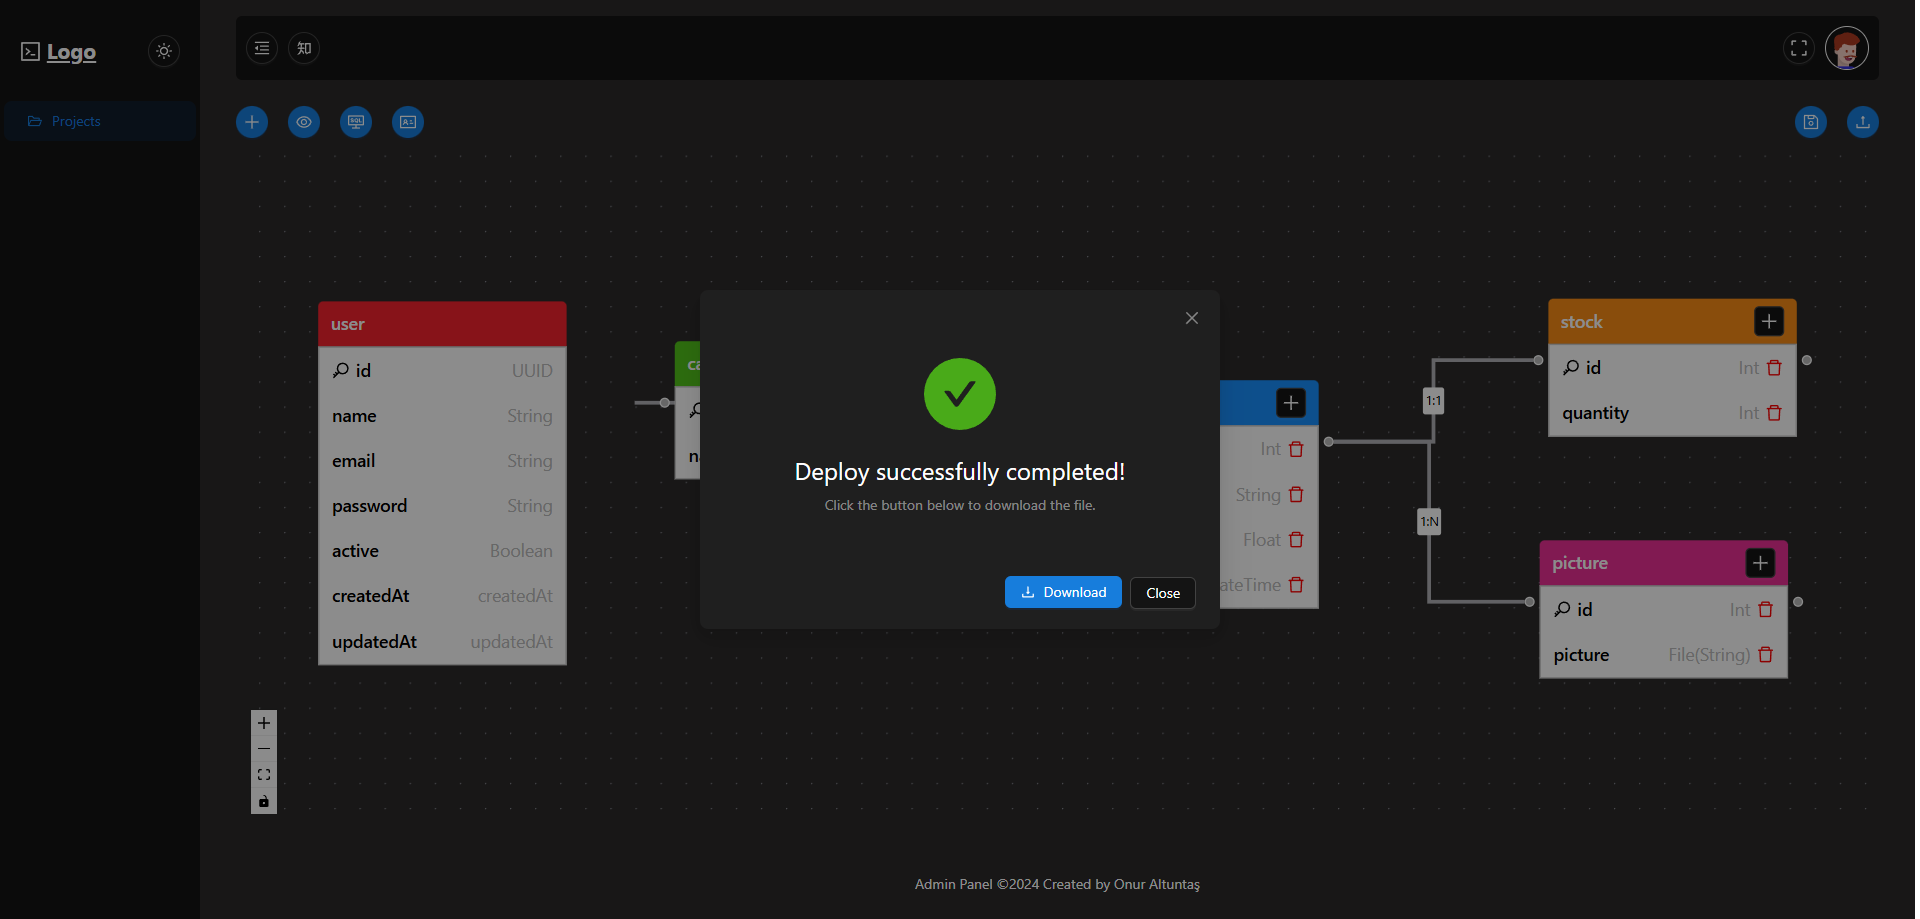 Logo
知
Projects
SQL
user
id UUID
name String
email String
password String
active Boolean
createdAt createdAt
updatedAt updatedAt
Deploy successfully completed!
Click the button below to download the file.
Download Close
Int
String
Float
1:1
1:N
stock
id Int
quantity Int
picture
id Int
picture File(String)
Admin Panel ©2024 Created by Onur Altuntaş